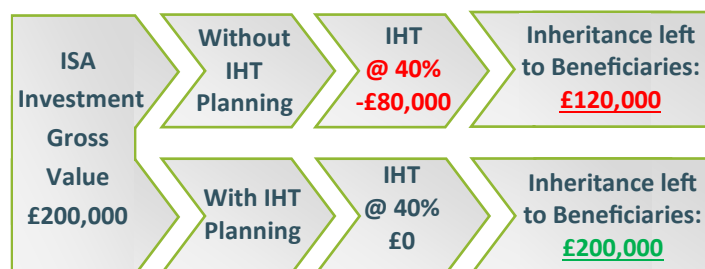 ISA
Investment
Gross
Value
£200,000
Without
IHT
Planning
IHT
@ 40%
-£80,000
Inheritance left
to Beneficiaries:
£120,000
With IHT
Planning
IHT
@ 40%
£0
Inheritance left
to Beneficiaries:
£200,000